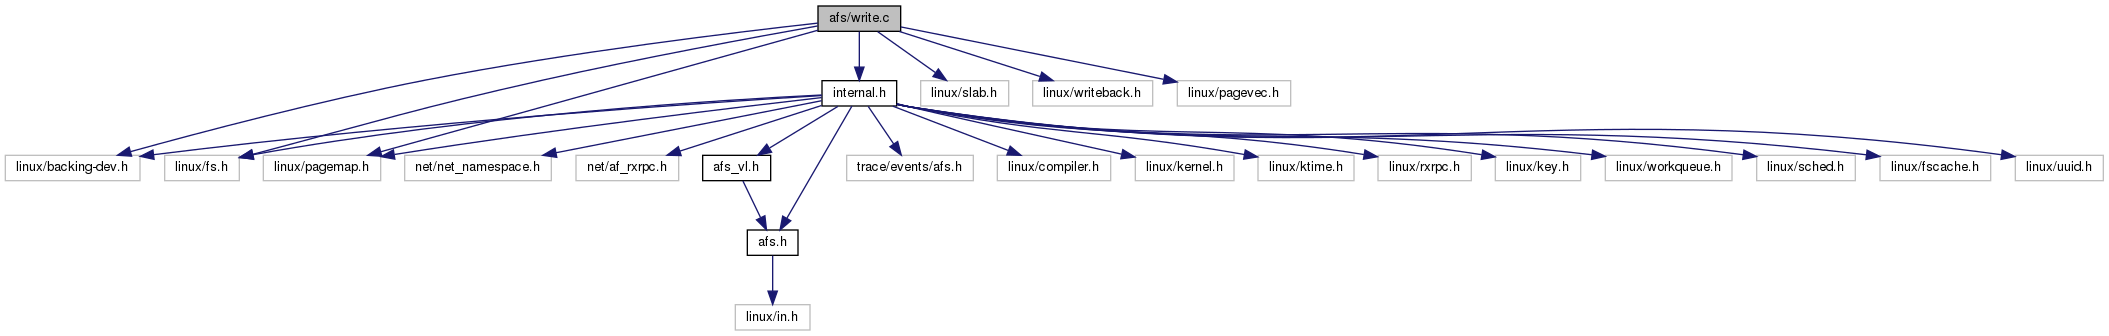 afs/write.c
internal.h
linux/slab.h
linux/writeback.h
linux/pagevec.h
linux/backing-dev.h
linux/fs.h
linux/pagemap.h
net/net_namespace.h
net/af_rxrpc.h
afs_vl.h
trace/events/afs.h
linux/compiler.h
linux/kernel.h
linux/ktime.h
linux/rxrpc.h
linux/key.h
linux/workqueue.h
linux/sched.h
linux/fscache.h
linux/uuid.h
afs.h
linux/in.h